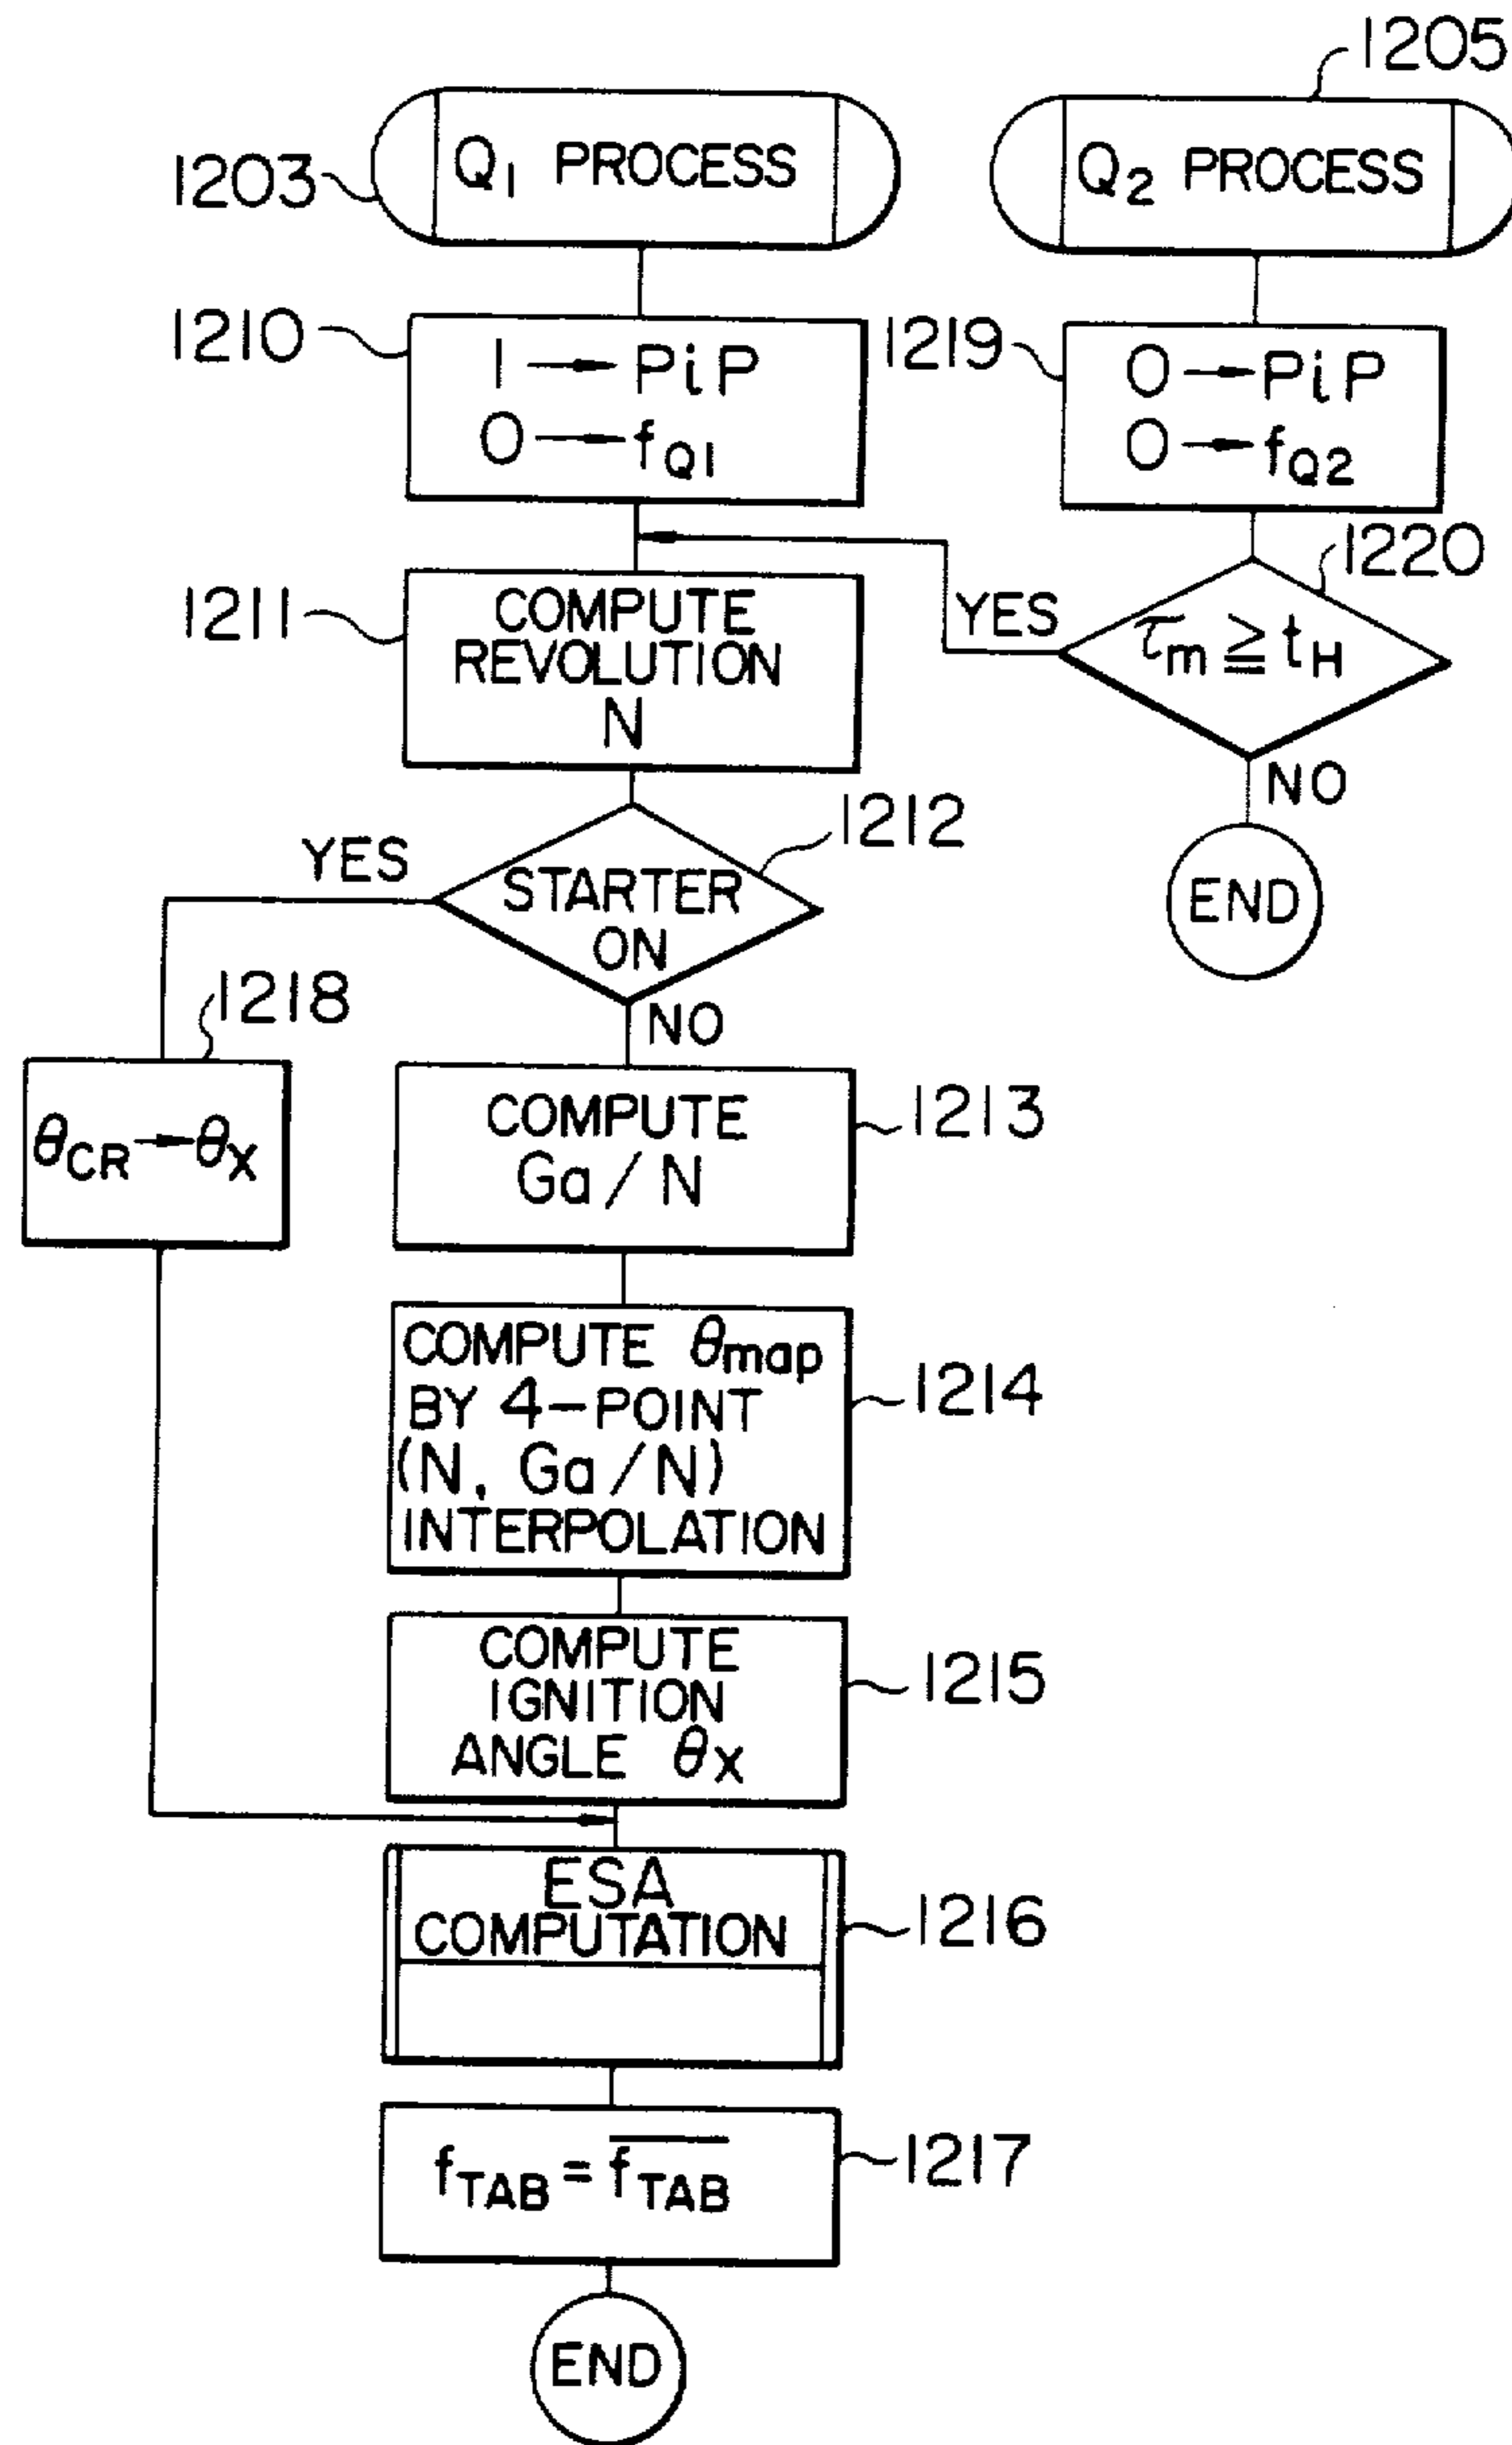 1205
Q₁ PROCESS
Q₂ PROCESS
1203
1210
1 → PiP
0 → fQ1
1219
0 → PiP
0 → fQ2
1220
1211
COMPUTE
REVOLUTION
N
YES
τm ≧ tH
NO
END
1212
YES
STARTER
ON
NO
1218
θCR → θX
COMPUTE
Ga/N
1213
COMPUTE θmap
BY 4-POINT
(N, Ga/N)
INTERPOLATION
1214
COMPUTE
IGNITION
ANGLE θX
1215
ESA
COMPUTATION
1216
fTAB = f̅T̅A̅B̅
1217
END